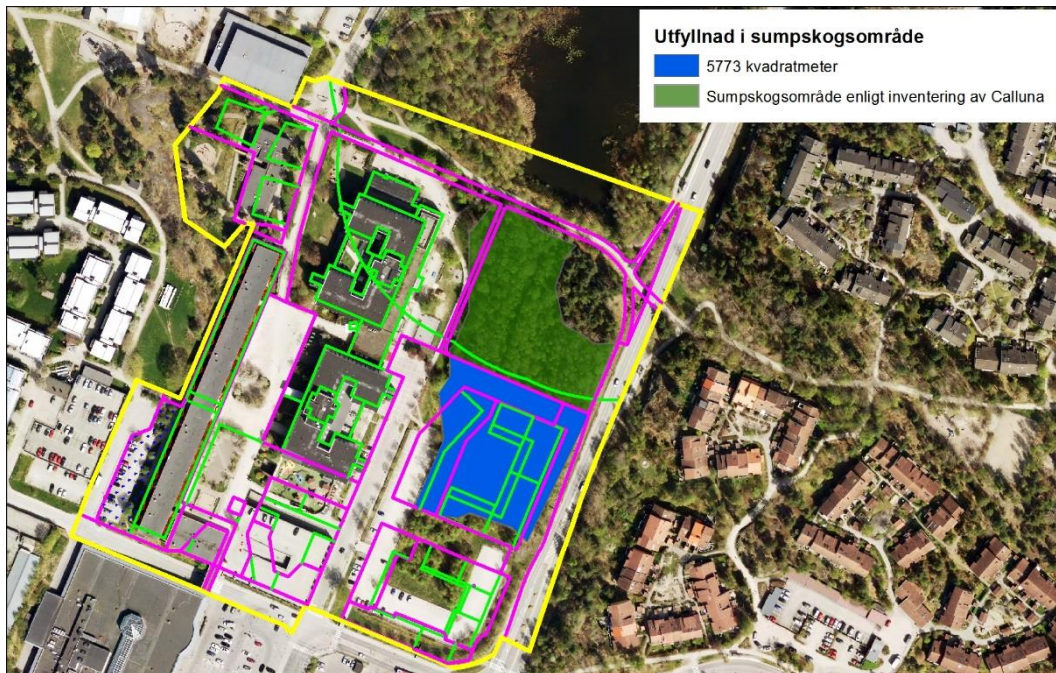 Utfyllnad i sumpskogsområde
5773 kvadratmeter
Sumpskogsområde enligt inventering av Calluna